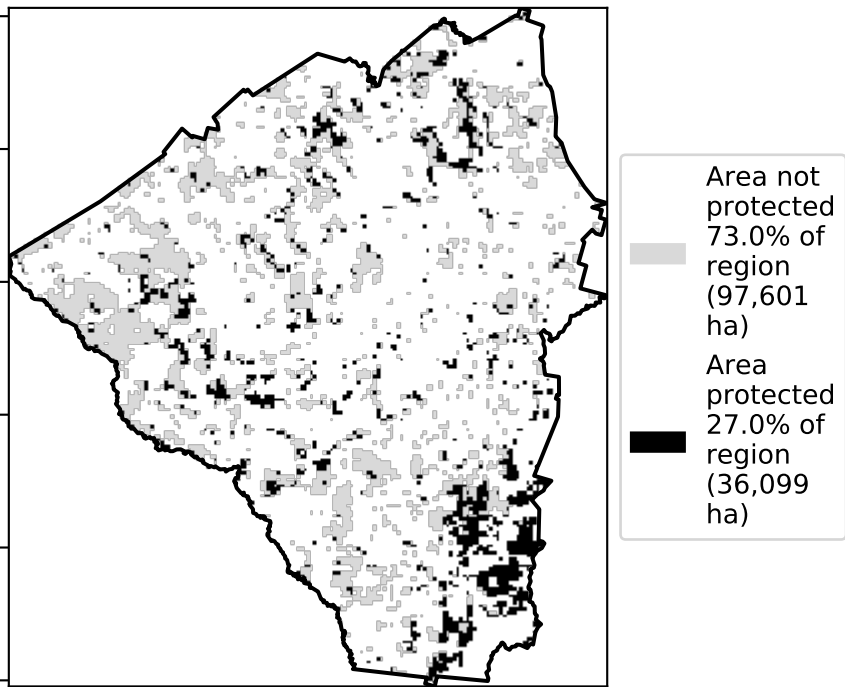 Area not
protected
73.0% of
region
(97,601
ha)
Area
protected
27.0% of
region
(36,099
ha)